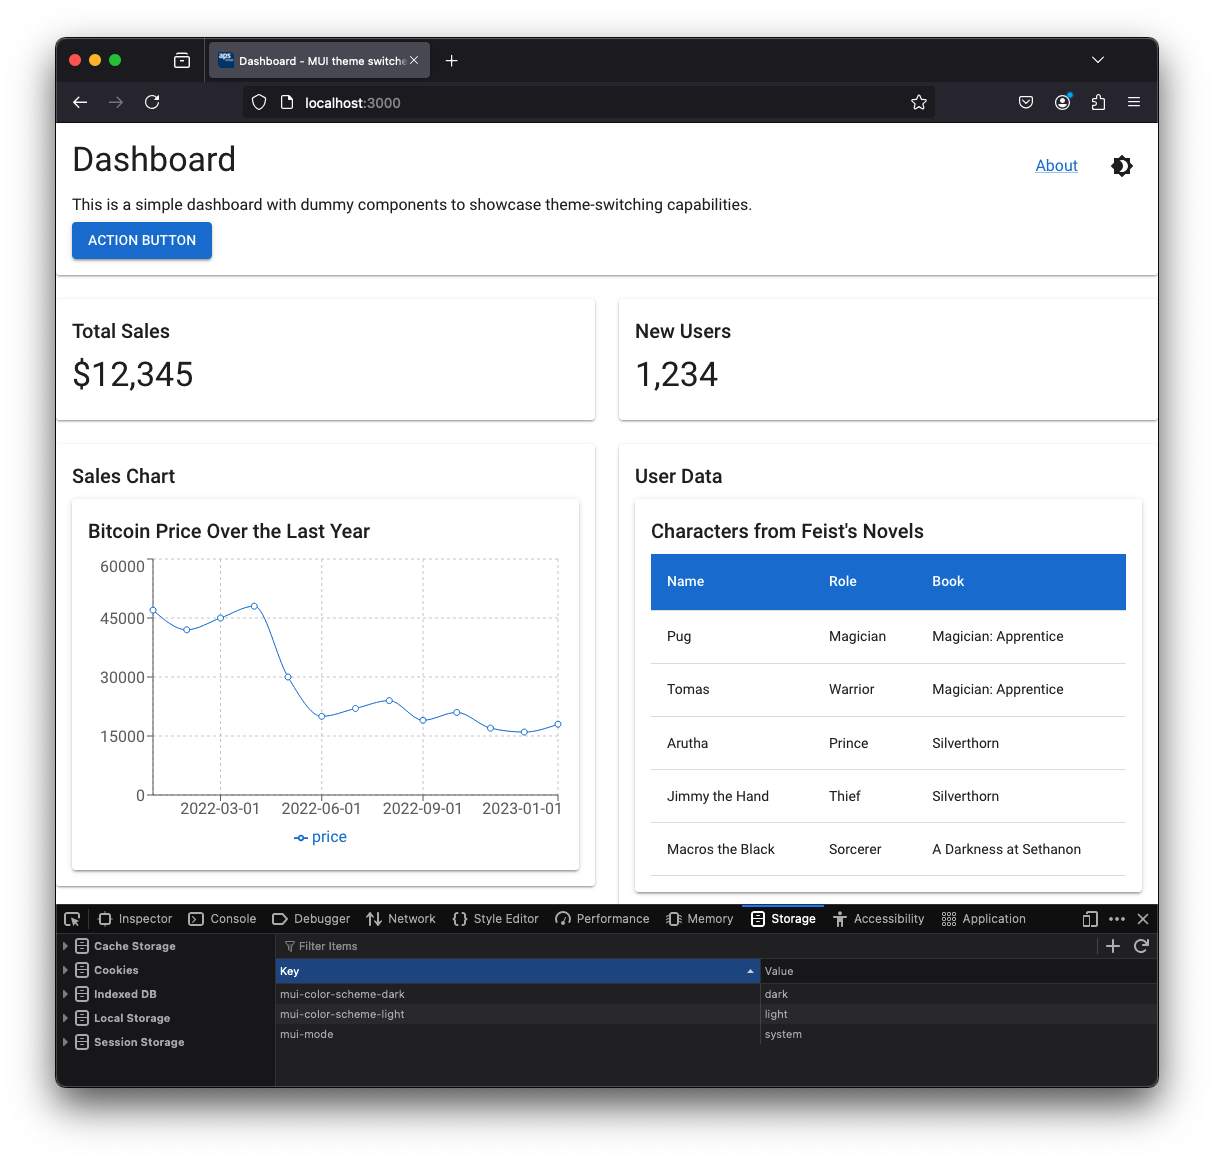 aps
Dashboard - MUI theme switche
localhost:3000
Dashboard
About
This is a simple dashboard with dummy components to showcase theme-switching capabilities.
ACTION BUTTON
Total Sales
$12,345
New Users
1,234
Sales Chart
Bitcoin Price Over the Last Year
60000
45000
30000
15000
0
2022-03-01 2022-06-01 2022-09-01 2023-01-01
price
User Data
Characters from Feist's Novels
Name Role Book
Pug Magician Magician: Apprentice
Tomas Warrior Magician: Apprentice
Arutha Prince Silverthorn
Jimmy the Hand Thief Silverthorn
Macros the Black Sorcerer A Darkness at Sethanon
Inspector Console Debugger Network Style Editor Performance Memory Storage Accessibility Application
Cache Storage
Cookies
Indexed DB
Local Storage
Session Storage
Filter Items
Key Value
mui-color-scheme-dark dark
mui-color-scheme-light light
mui-mode system